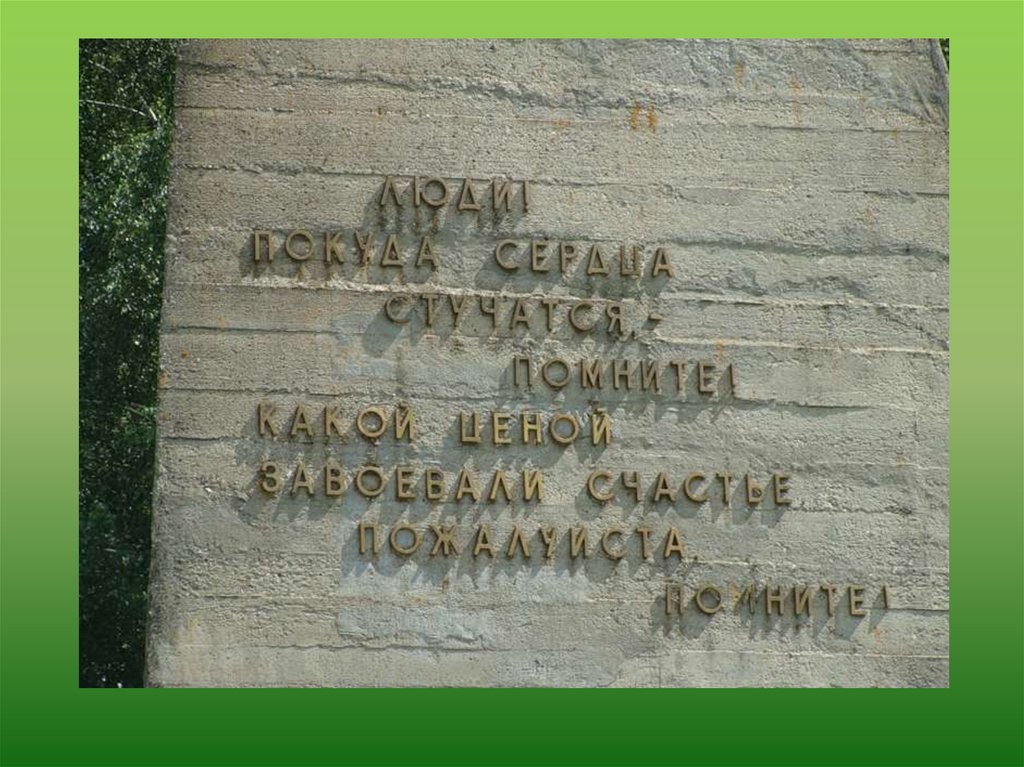 ЛЮДИ!
ПОКУДА СЕРДЦА
СТУЧАТСЯ,-
ПОМНИТЕ!
КАКОЙ ЦЕНОЙ
ЗАВОЕВАЛИ СЧАСТЬЕ
ПОЖАЛУЙСТА
ПОМНИТЕ!